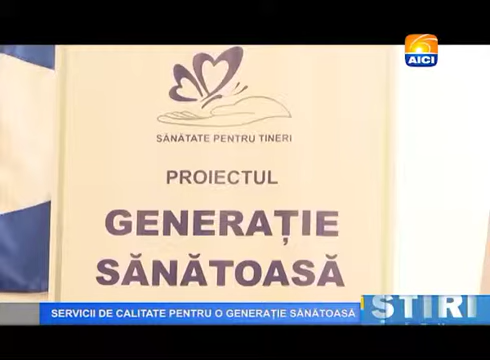 AICI
SĂNĂTATE PENTRU TINERI
PROIECTUL
GENERAȚIE
SĂNĂTOASĂ
SERVICII DE CALITATE PENTRU O GENERAȚIE SĂNĂTOASĂ
ȘTIRI